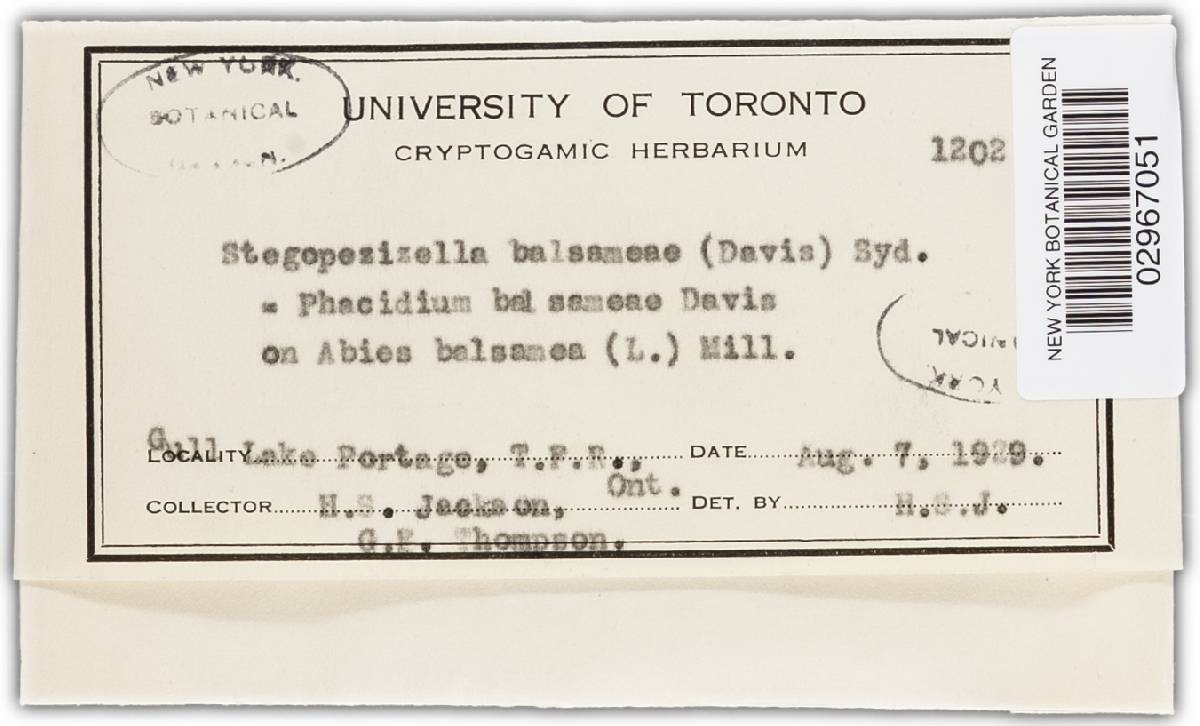 NEW YORK
BOTANICAL
UNIVERSITY OF TORONTO
CRYPTOGAMIC HERBARIUM
1202
Stegopezizella balsameae (Davis) Syd.
= Phacidium balsameae Davis
on Abies balsamea (L.) Mill.
LOCALITY Gull Lake Portage, T.F.R., Ont.
DATE Aug. 7, 1929.
COLLECTOR H.S. Jackson,
G.E. Thompson.
DET. BY H.S.J.
NEW YORK BOTANICAL GARDEN
02967051
BOTANICAL
YORK